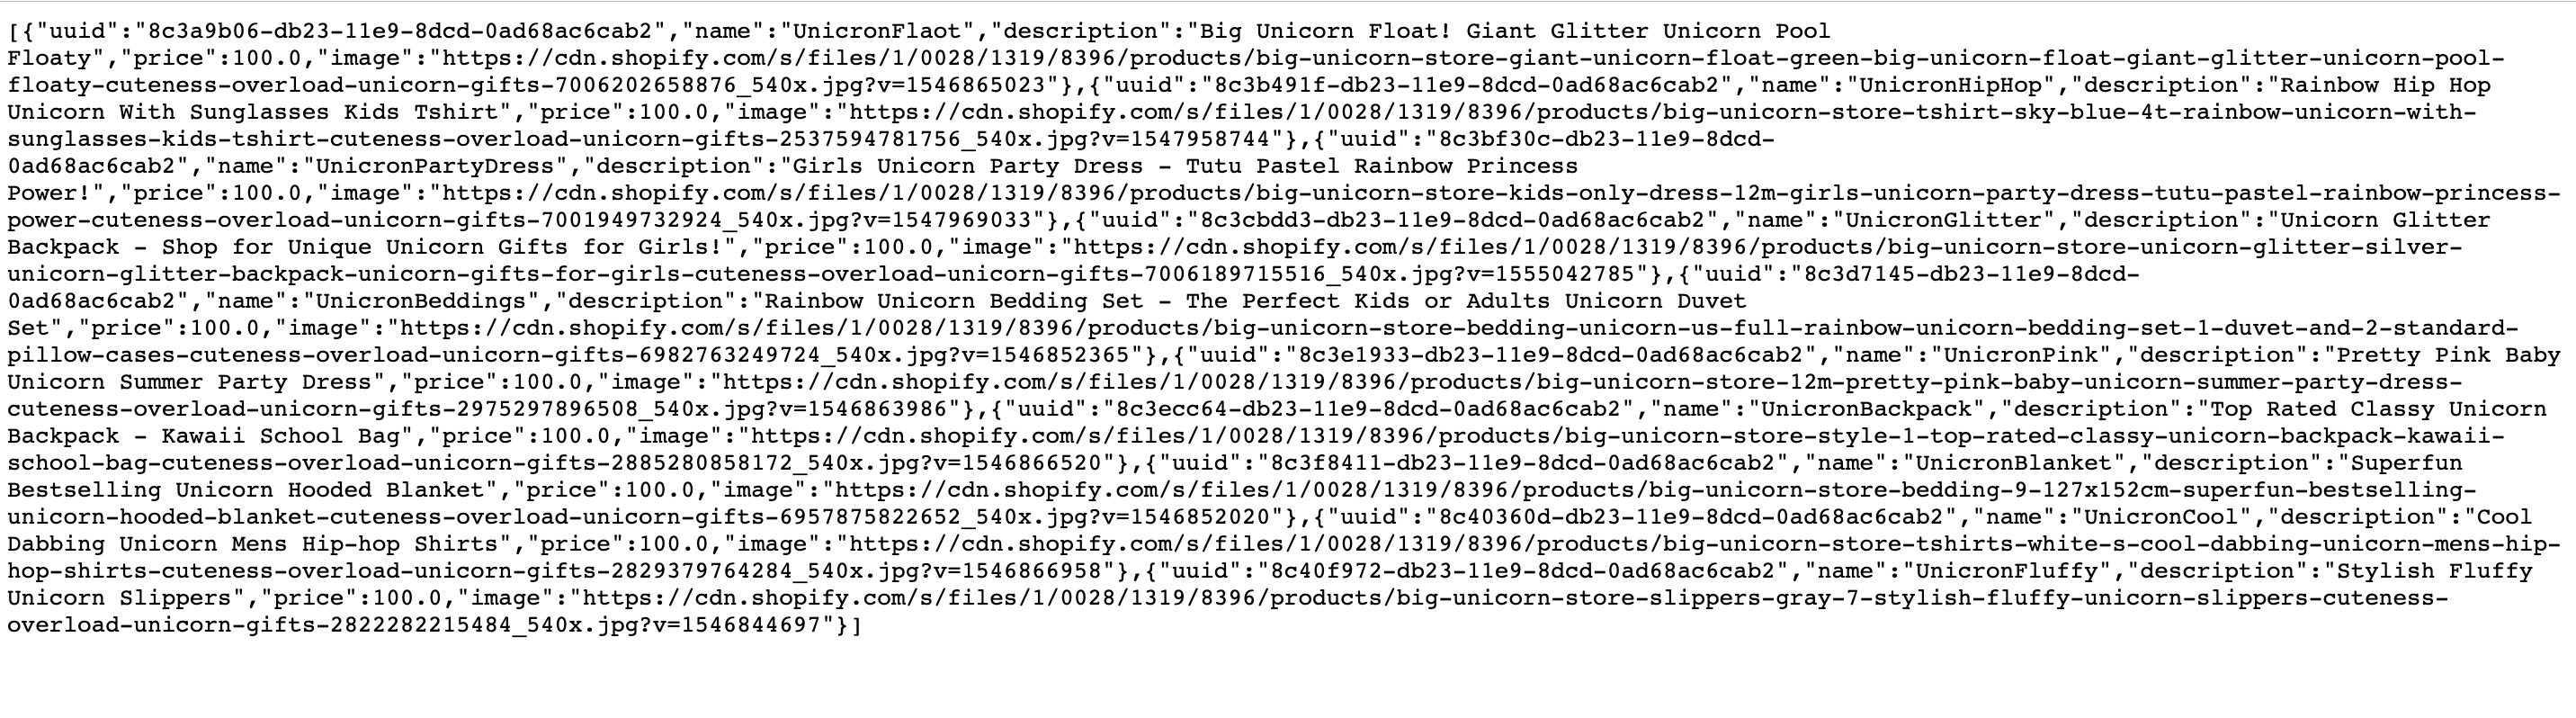 [{"uuid":"8c3a9b06-db23-11e9-8dcd-0ad68ac6cab2","name":"UnicronFlaot","description":"Big Unicorn Float! Giant Glitter Unicorn Pool
Floaty","price":100.0,"image":"https://cdn.shopify.com/s/files/1/0028/1319/8396/products/big-unicorn-store-giant-unicorn-float-green-big-unicorn-float-giant-glitter-unicorn-pool-
floaty-cuteness-overload-unicorn-gifts-7006202658876_540x.jpg?v=1546865023"},{"uuid":"8c3b491f-db23-11e9-8dcd-0ad68ac6cab2","name":"UnicronHipHop","description":"Rainbow Hip Hop
Unicorn With Sunglasses Kids Tshirt","price":100.0,"image":"https://cdn.shopify.com/s/files/1/0028/1319/8396/products/big-unicorn-store-tshirt-sky-blue-4t-rainbow-unicorn-with-
sunglasses-kids-tshirt-cuteness-overload-unicorn-gifts-2537594781756_540x.jpg?v=1547958744"},{"uuid":"8c3bf30c-db23-11e9-8dcd-
0ad68ac6cab2","name":"UnicronPartyDress","description":"Girls Unicorn Party Dress - Tutu Pastel Rainbow Princess
Power!","price":100.0,"image":"https://cdn.shopify.com/s/files/1/0028/1319/8396/products/big-unicorn-store-kids-only-dress-12m-girls-unicorn-party-dress-tutu-pastel-rainbow-princess-
power-cuteness-overload-unicorn-gifts-7001949732924_540x.jpg?v=1547969033"},{"uuid":"8c3cbdd3-db23-11e9-8dcd-0ad68ac6cab2","name":"UnicronGlitter","description":"Unicorn Glitter
Backpack - Shop for Unique Unicorn Gifts for Girls!","price":100.0,"image":"https://cdn.shopify.com/s/files/1/0028/1319/8396/products/big-unicorn-store-unicorn-glitter-silver-
unicorn-glitter-backpack-unicorn-gifts-for-girls-cuteness-overload-unicorn-gifts-7006189715516_540x.jpg?v=1555042785"},{"uuid":"8c3d7145-db23-11e9-8dcd-
0ad68ac6cab2","name":"UnicronBeddings","description":"Rainbow Unicorn Bedding Set - The Perfect Kids or Adults Unicorn Duvet
Set","price":100.0,"image":"https://cdn.shopify.com/s/files/1/0028/1319/8396/products/big-unicorn-store-bedding-unicorn-us-full-rainbow-unicorn-bedding-set-1-duvet-and-2-standard-
pillow-cases-cuteness-overload-unicorn-gifts-6982763249724_540x.jpg?v=1546852365"},{"uuid":"8c3e1933-db23-11e9-8dcd-0ad68ac6cab2","name":"UnicronPink","description":"Pretty Pink Baby
Unicorn Summer Party Dress","price":100.0,"image":"https://cdn.shopify.com/s/files/1/0028/1319/8396/products/big-unicorn-store-12m-pretty-pink-baby-unicorn-summer-party-dress-
cuteness-overload-unicorn-gifts-2975297896508_540x.jpg?v=1546863986"},{"uuid":"8c3ecc64-db23-11e9-8dcd-0ad68ac6cab2","name":"UnicronBackpack","description":"Top Rated Classy Unicorn
Backpack - Kawaii School Bag","price":100.0,"image":"https://cdn.shopify.com/s/files/1/0028/1319/8396/products/big-unicorn-store-style-1-top-rated-classy-unicorn-backpack-kawaii-
school-bag-cuteness-overload-unicorn-gifts-2885280858172_540x.jpg?v=1546866520"},{"uuid":"8c3f8411-db23-11e9-8dcd-0ad68ac6cab2","name":"UnicronBlanket","description":"Superfun
Bestselling Unicorn Hooded Blanket","price":100.0,"image":"https://cdn.shopify.com/s/files/1/0028/1319/8396/products/big-unicorn-store-bedding-9-127x152cm-superfun-bestselling-
unicorn-hooded-blanket-cuteness-overload-unicorn-gifts-6957875822652_540x.jpg?v=1546852020"},{"uuid":"8c40360d-db23-11e9-8dcd-0ad68ac6cab2","name":"UnicronCool","description":"Cool
Dabbing Unicorn Mens Hip-hop Shirts","price":100.0,"image":"https://cdn.shopify.com/s/files/1/0028/1319/8396/products/big-unicorn-store-tshirts-white-s-cool-dabbing-unicorn-mens-hip-
hop-shirts-cuteness-overload-unicorn-gifts-2829379764284_540x.jpg?v=1546866958"},{"uuid":"8c40f972-db23-11e9-8dcd-0ad68ac6cab2","name":"UnicronFluffy","description":"Stylish Fluffy
Unicorn Slippers","price":100.0,"image":"https://cdn.shopify.com/s/files/1/0028/1319/8396/products/big-unicorn-store-slippers-gray-7-stylish-fluffy-unicorn-slippers-cuteness-
overload-unicorn-gifts-2822282215484_540x.jpg?v=1546844697"}]